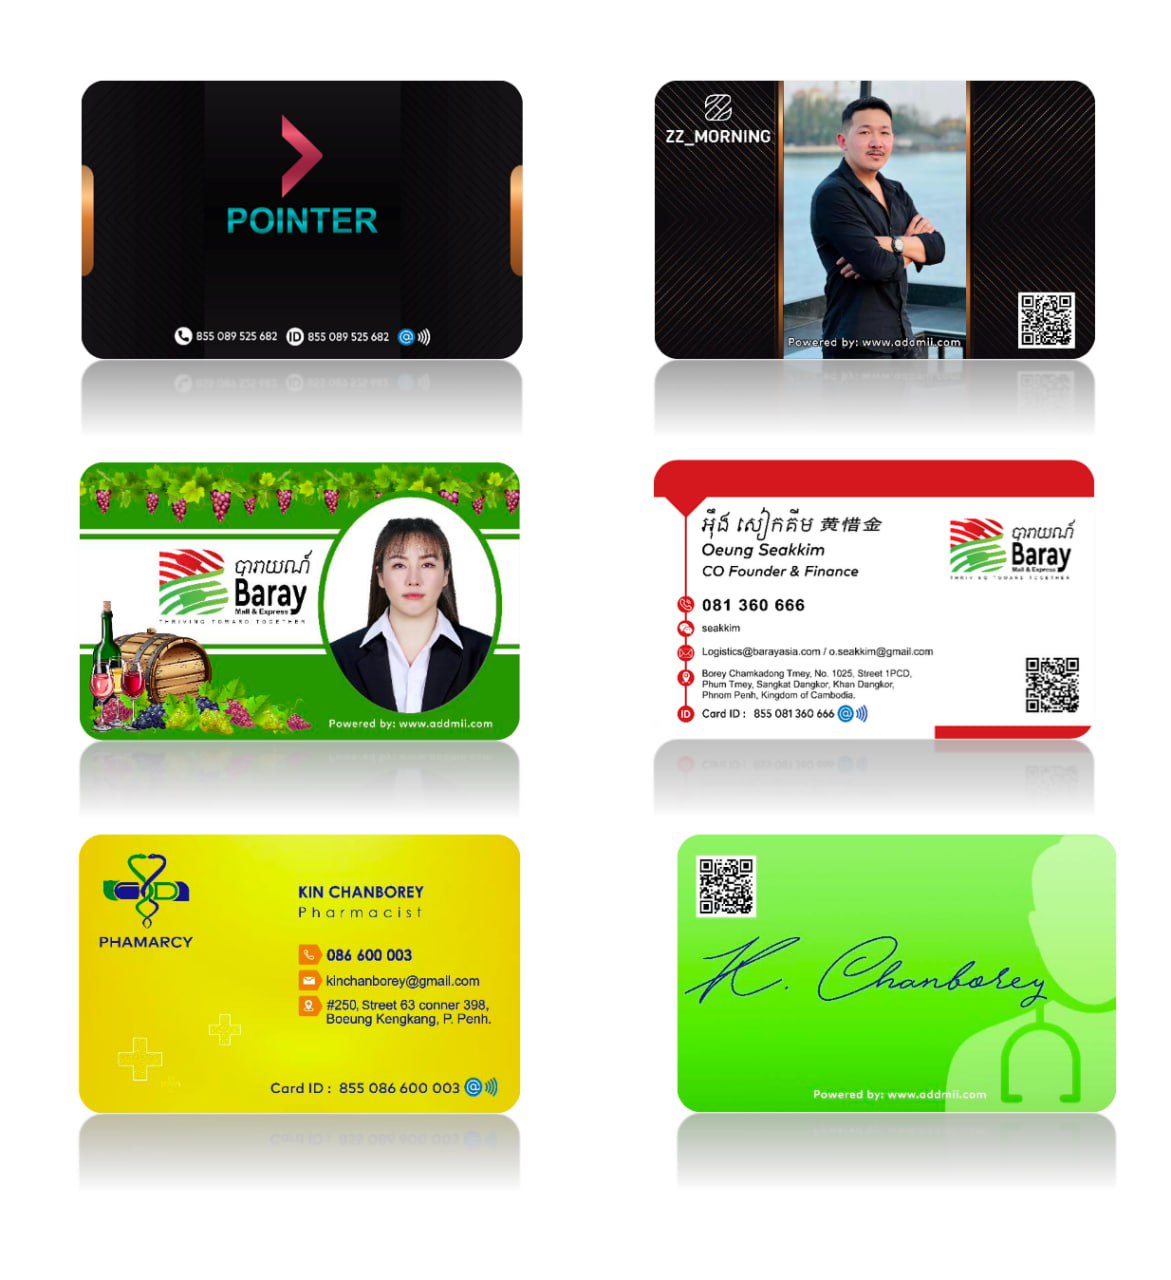 POINTER
855 089 525 682 ID 855 089 525 682 @
ZZ_MORNING
Powered by: www.addmii.com
បារាយណ៍
Baray
Mall & Express
THRIVING TOWARD TOGETHER
Powered by: www.addmii.com
អ៊ឹង សៀកគីម 黄惜金
Oeung Seakkim
CO Founder & Finance
081 360 666
seakkim
Logistics@barayasia.com / o.seakkim@gmail.com
Borey Chamkadong Tmey, No. 1025, Street 1PCD,
Phum Tmey, Sangkat Dangkor, Khan Dangkor,
Phnom Penh, Kingdom of Cambodia.
ID Card ID : 855 081 360 666 @
បារាយណ៍
Baray
Mall & Express
THRIVING TOWARD TOGETHER
PHAMARCY
KIN CHANBOREY
Pharmacist
086 600 003
kinchanborey@gmail.com
#250, Street 63 conner 398,
Boeung Kengkang, P. Penh.
Card ID : 855 086 600 003 @
K. Chanborey
Powered by: www.addmii.com